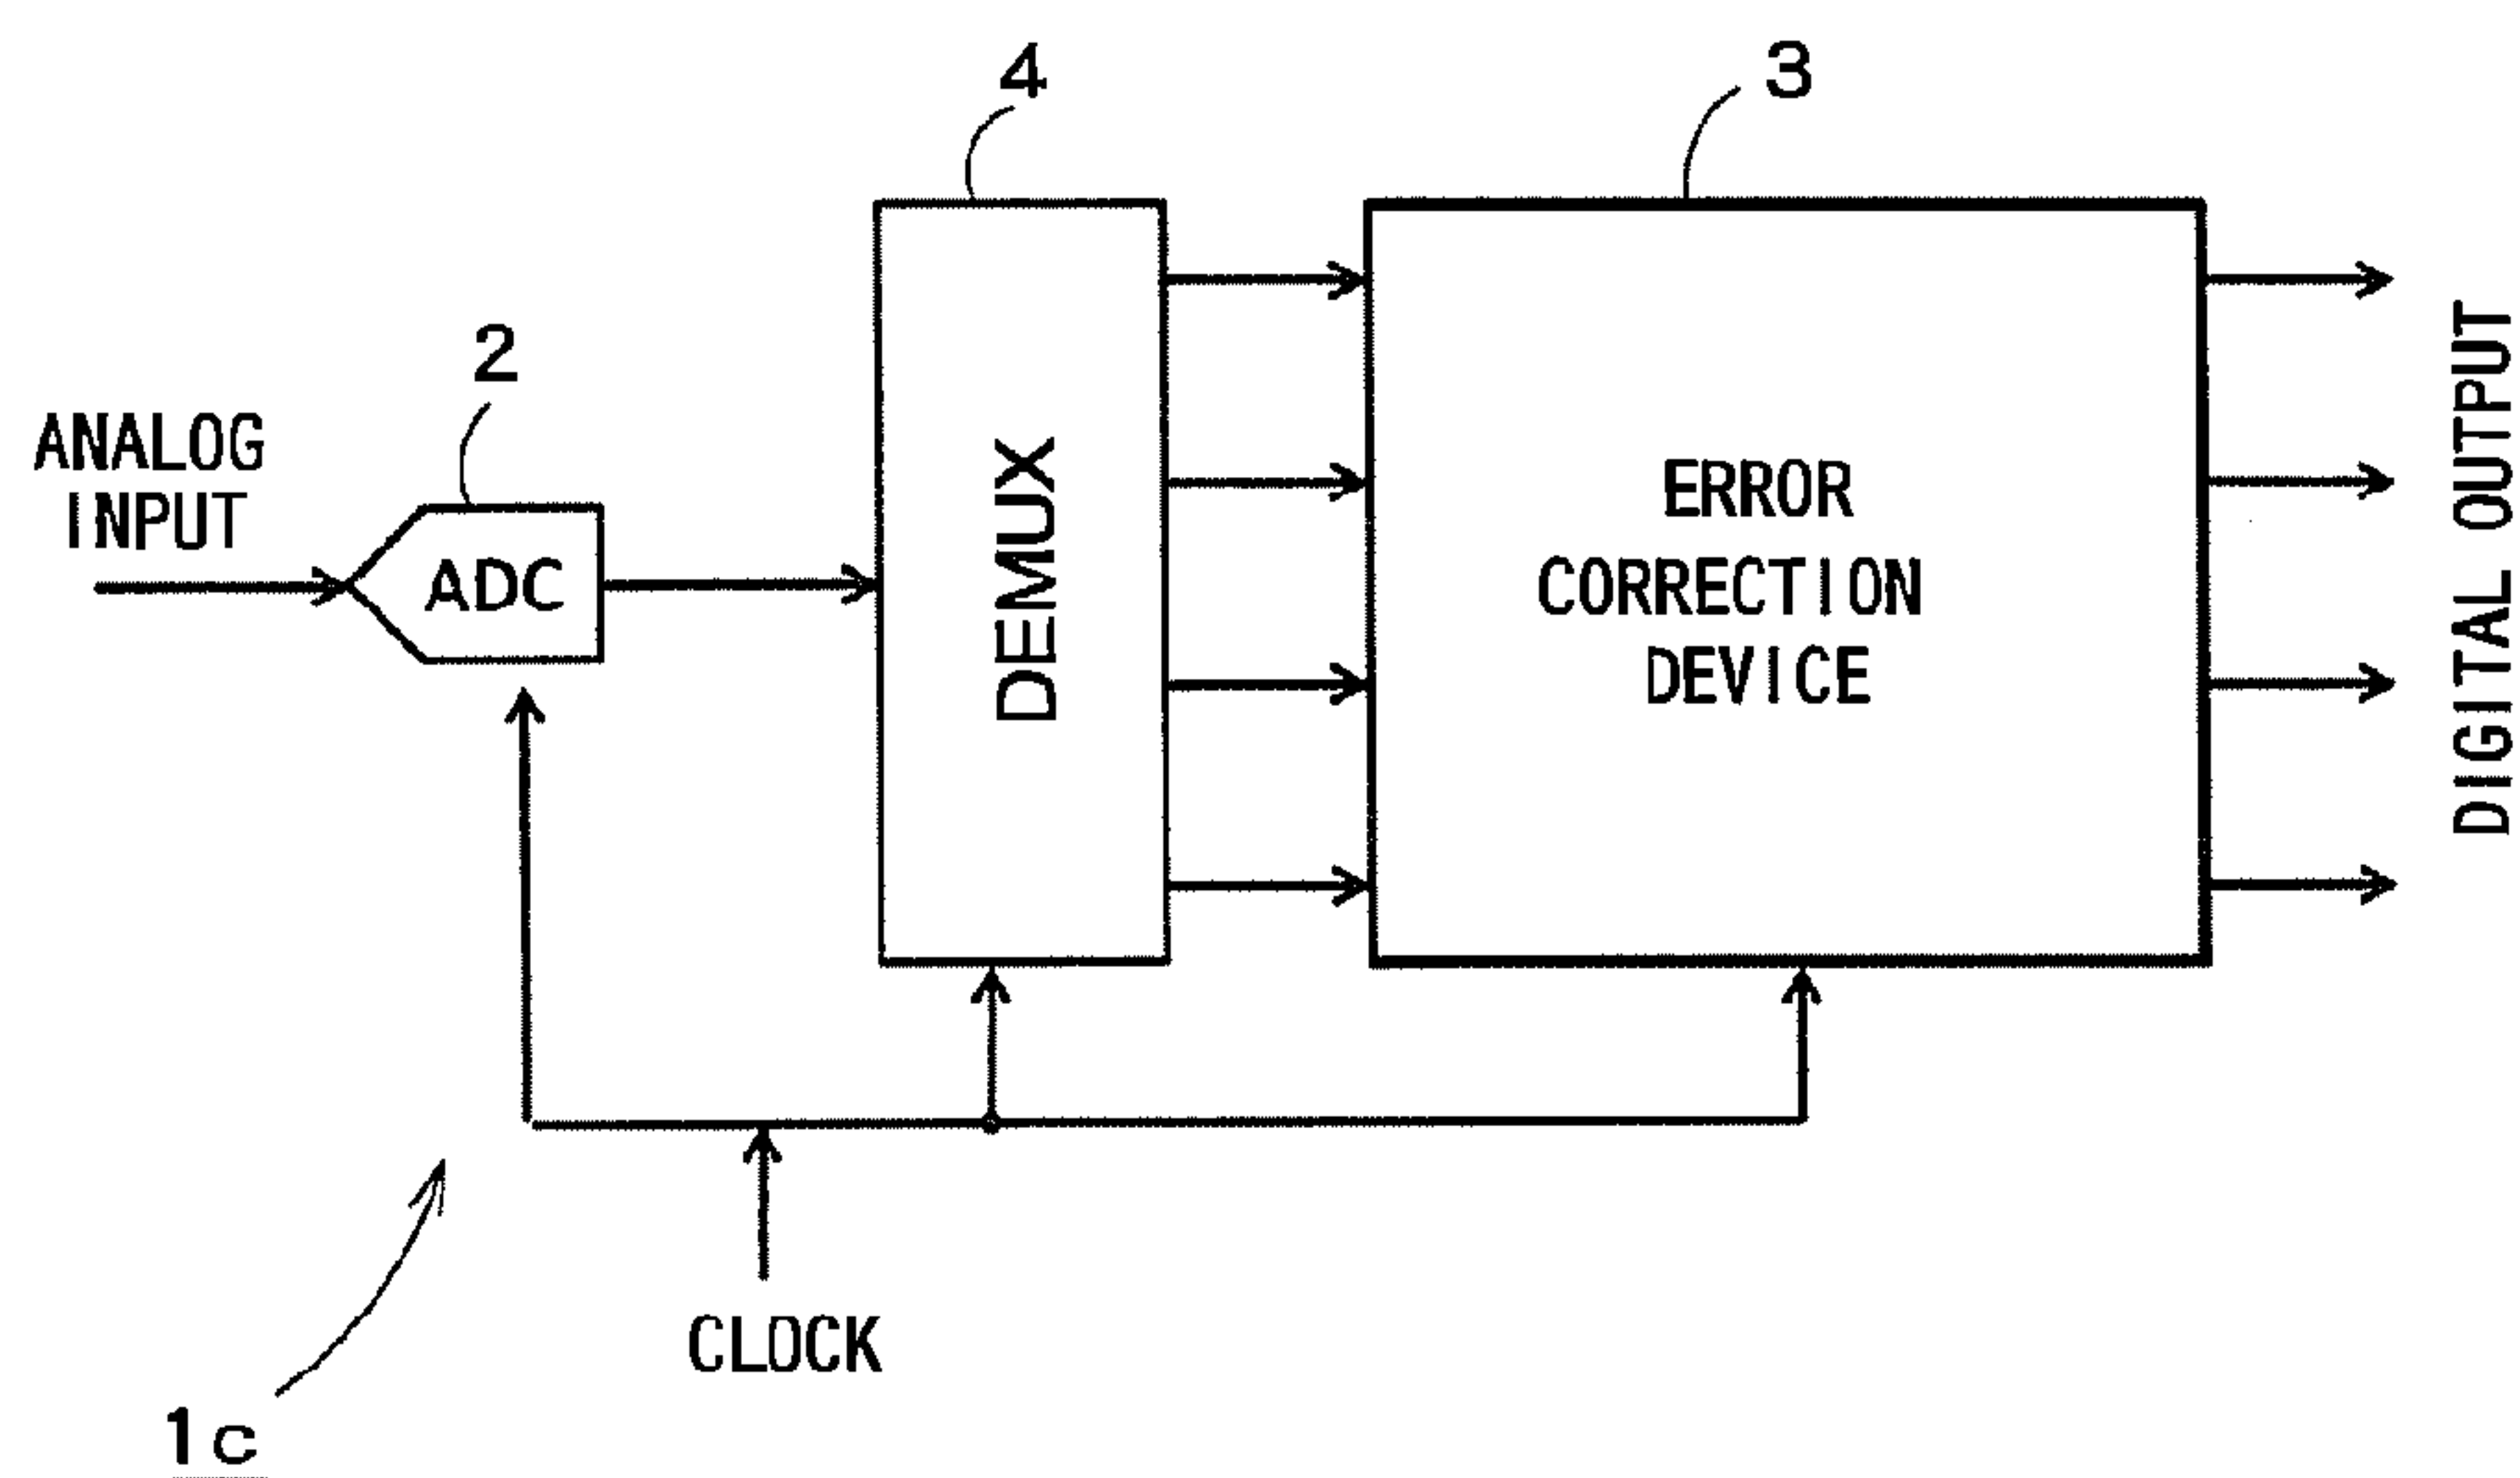 4
3
2
ANALOG
INPUT
ADC
DEMUX
ERROR
CORRECTION
DEVICE
DIGITAL OUTPUT
CLOCK
1c